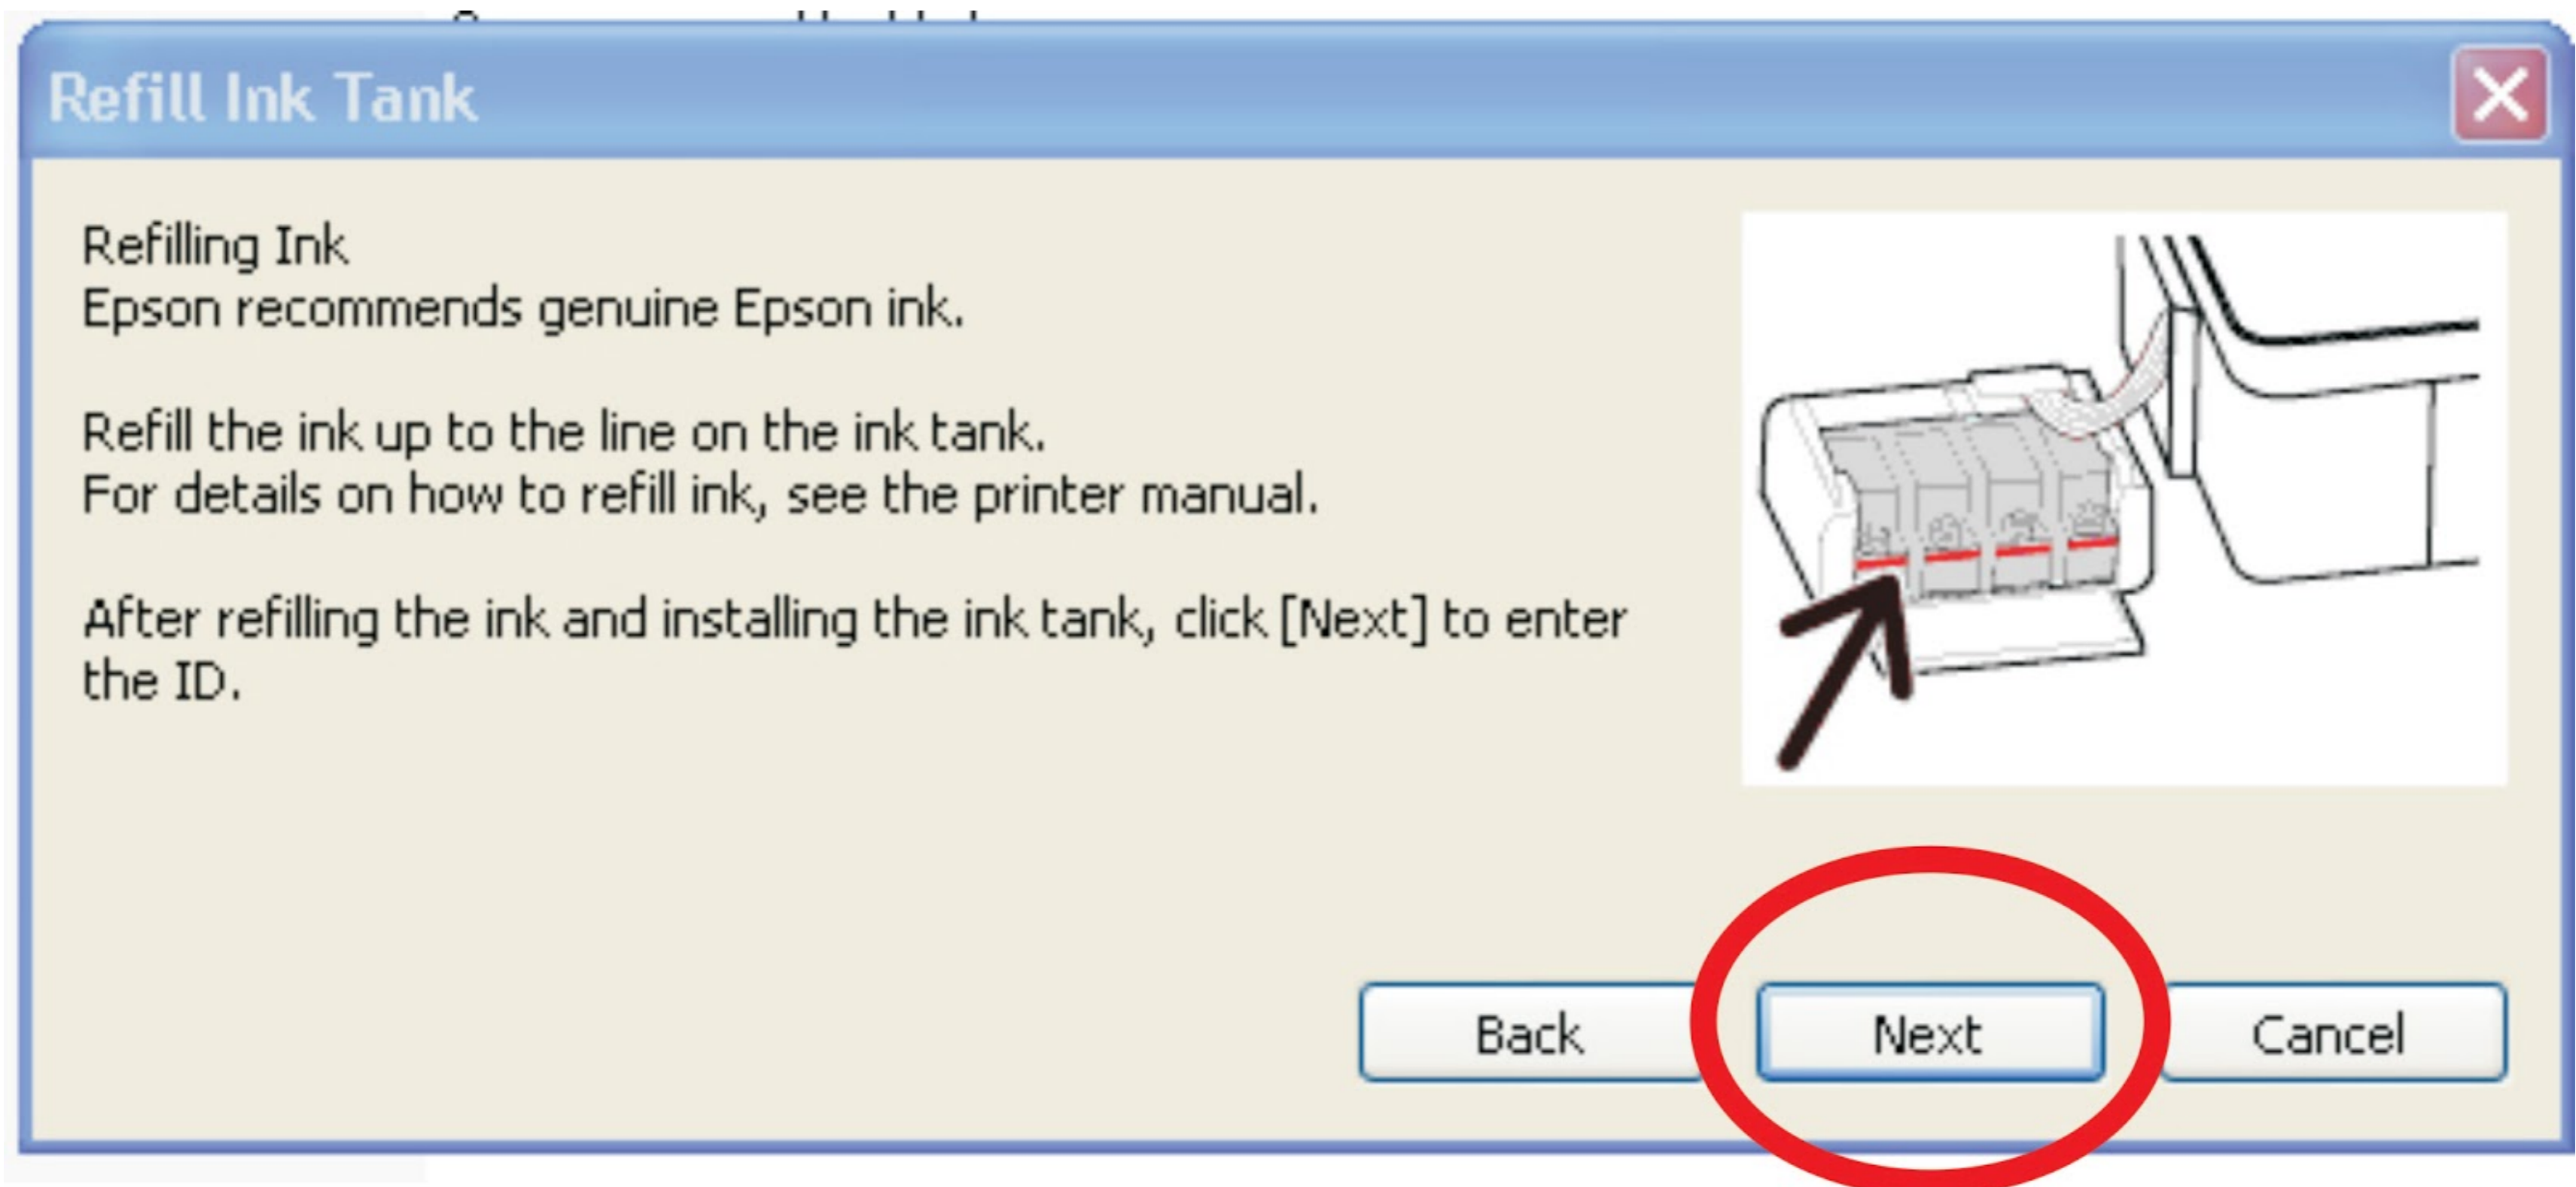 Refill Ink Tank
Refilling Ink
Epson recommends genuine Epson ink.
Refill the ink up to the line on the ink tank.
For details on how to refill ink, see the printer manual.
After refilling the ink and installing the ink tank, click [Next] to enter
the ID.
Back Next Cancel